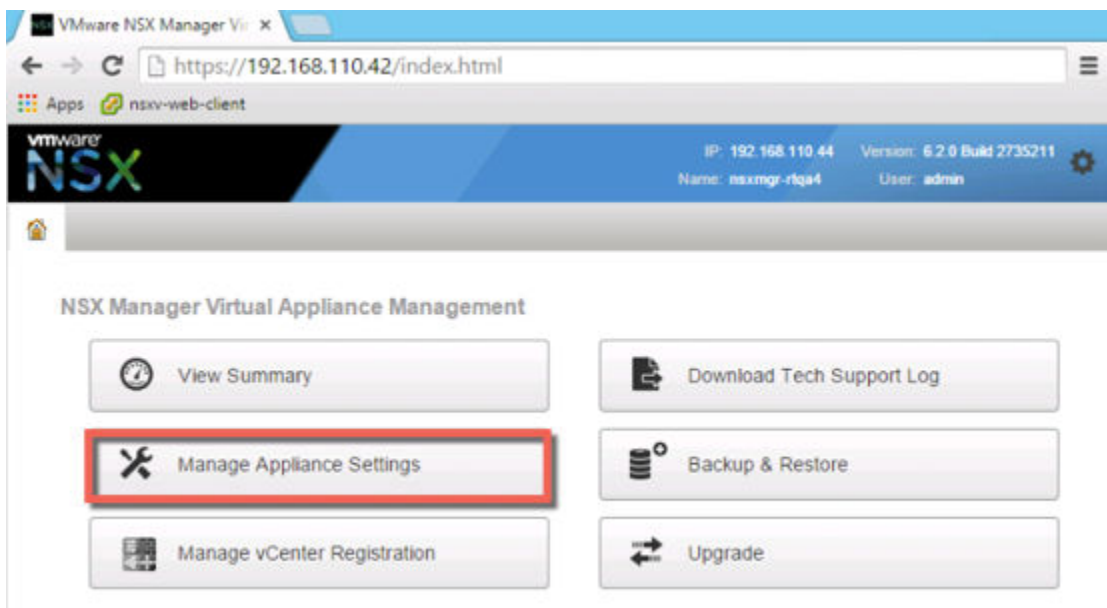 VMware NSX Manager Vir
https://192.168.110.42/index.html
Apps nsxv-web-client
vmware
NSX
IP: 192.168.110.44 Version: 6.2.0 Build 2735211
Name: nsxmgr-rtqa4 User: admin
NSX Manager Virtual Appliance Management
View Summary
Download Tech Support Log
Manage Appliance Settings
Backup & Restore
Manage vCenter Registration
Upgrade